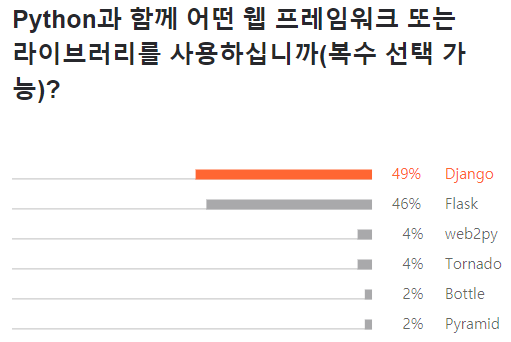 Python과 함께 어떤 웹 프레임워크 또는
라이브러리를 사용하십니까(복수 선택 가
능)?
49% Django
46% Flask
4% web2py
4% Tornado
2% Bottle
2% Pyramid